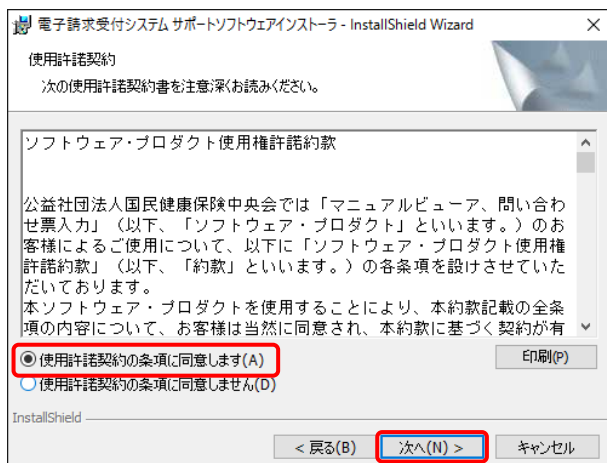 電子請求受付システム サポートソフトウェアインストーラ - InstallShield Wizard
使用許諾契約
次の使用許諾契約書を注意深くお読みください。
ソフトウェア・プロダクト使用権許諾約款
公益社団法人国民健康保険中央会では「マニュアルビューア、問い合わ
せ票入力」（以下、「ソフトウェア・プロダクト」といいます。）のお
客様によるご使用について、以下に「ソフトウェア・プロダクト使用権
許諾約款」（以下、「約款」といいます。）の各条項を設けさせていた
だいております。
本ソフトウェア・プロダクトを使用することにより、本約款記載の全条
項の内容について、お客様は当然に同意され、本約款に基づく契約が有
使用許諾契約の条項に同意します(A)
印刷(P)
使用許諾契約の条項に同意しません(D)
InstallShield
< 戻る(B)
次へ(N) >
キャンセル